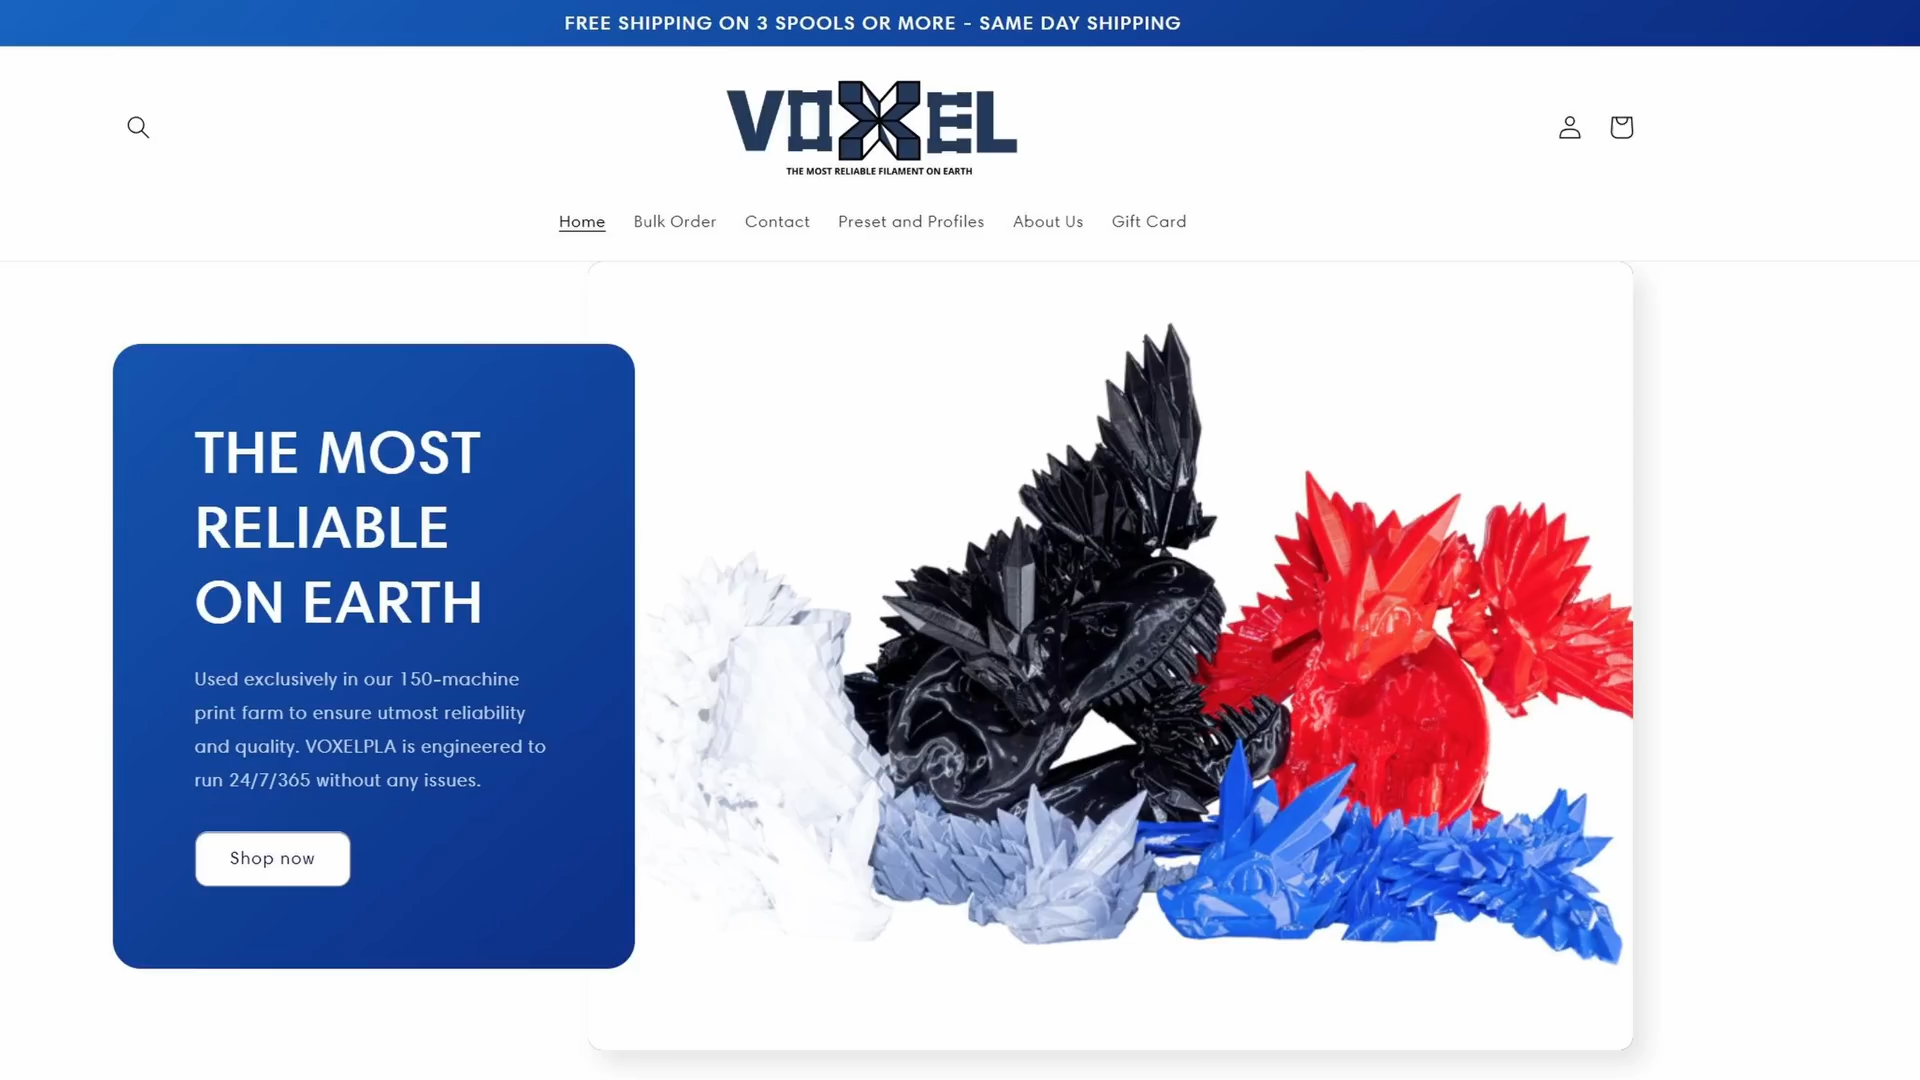 FREE SHIPPING ON 3 SPOOLS OR MORE - SAME DAY SHIPPING
VOXEL
THE MOST RELIABLE FILAMENT ON EARTH
Home Bulk Order Contact Preset and Profiles About Us Gift Card
THE MOST
RELIABLE
ON EARTH
Used exclusively in our 150-machine
print farm to ensure utmost reliability
and quality. VOXELPLA is engineered to
run 24/7/365 without any issues.
Shop now